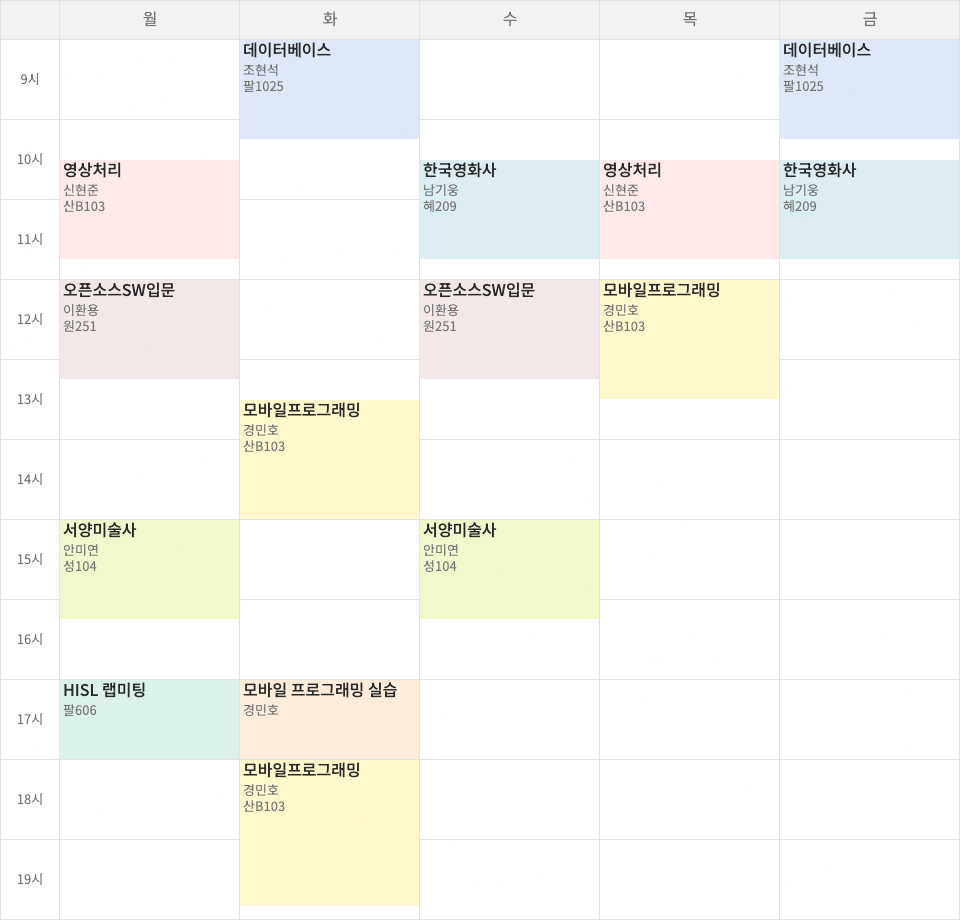 월
화
수
목
금
9시
데이터베이스
조현석
팔1025
데이터베이스
조현석
팔1025
10시
영상처리
신현준
산B103
한국영화사
남기웅
혜209
영상처리
신현준
산B103
한국영화사
남기웅
혜209
11시
12시
오픈소스SW입문
이환용
원251
오픈소스SW입문
이환용
원251
모바일프로그래밍
경민호
산B103
13시
모바일프로그래밍
경민호
산B103
14시
15시
서양미술사
안미연
성104
서양미술사
안미연
성104
16시
17시
HISL 랩미팅
팔606
모바일 프로그래밍 실습
경민호
18시
모바일프로그래밍
경민호
산B103
19시